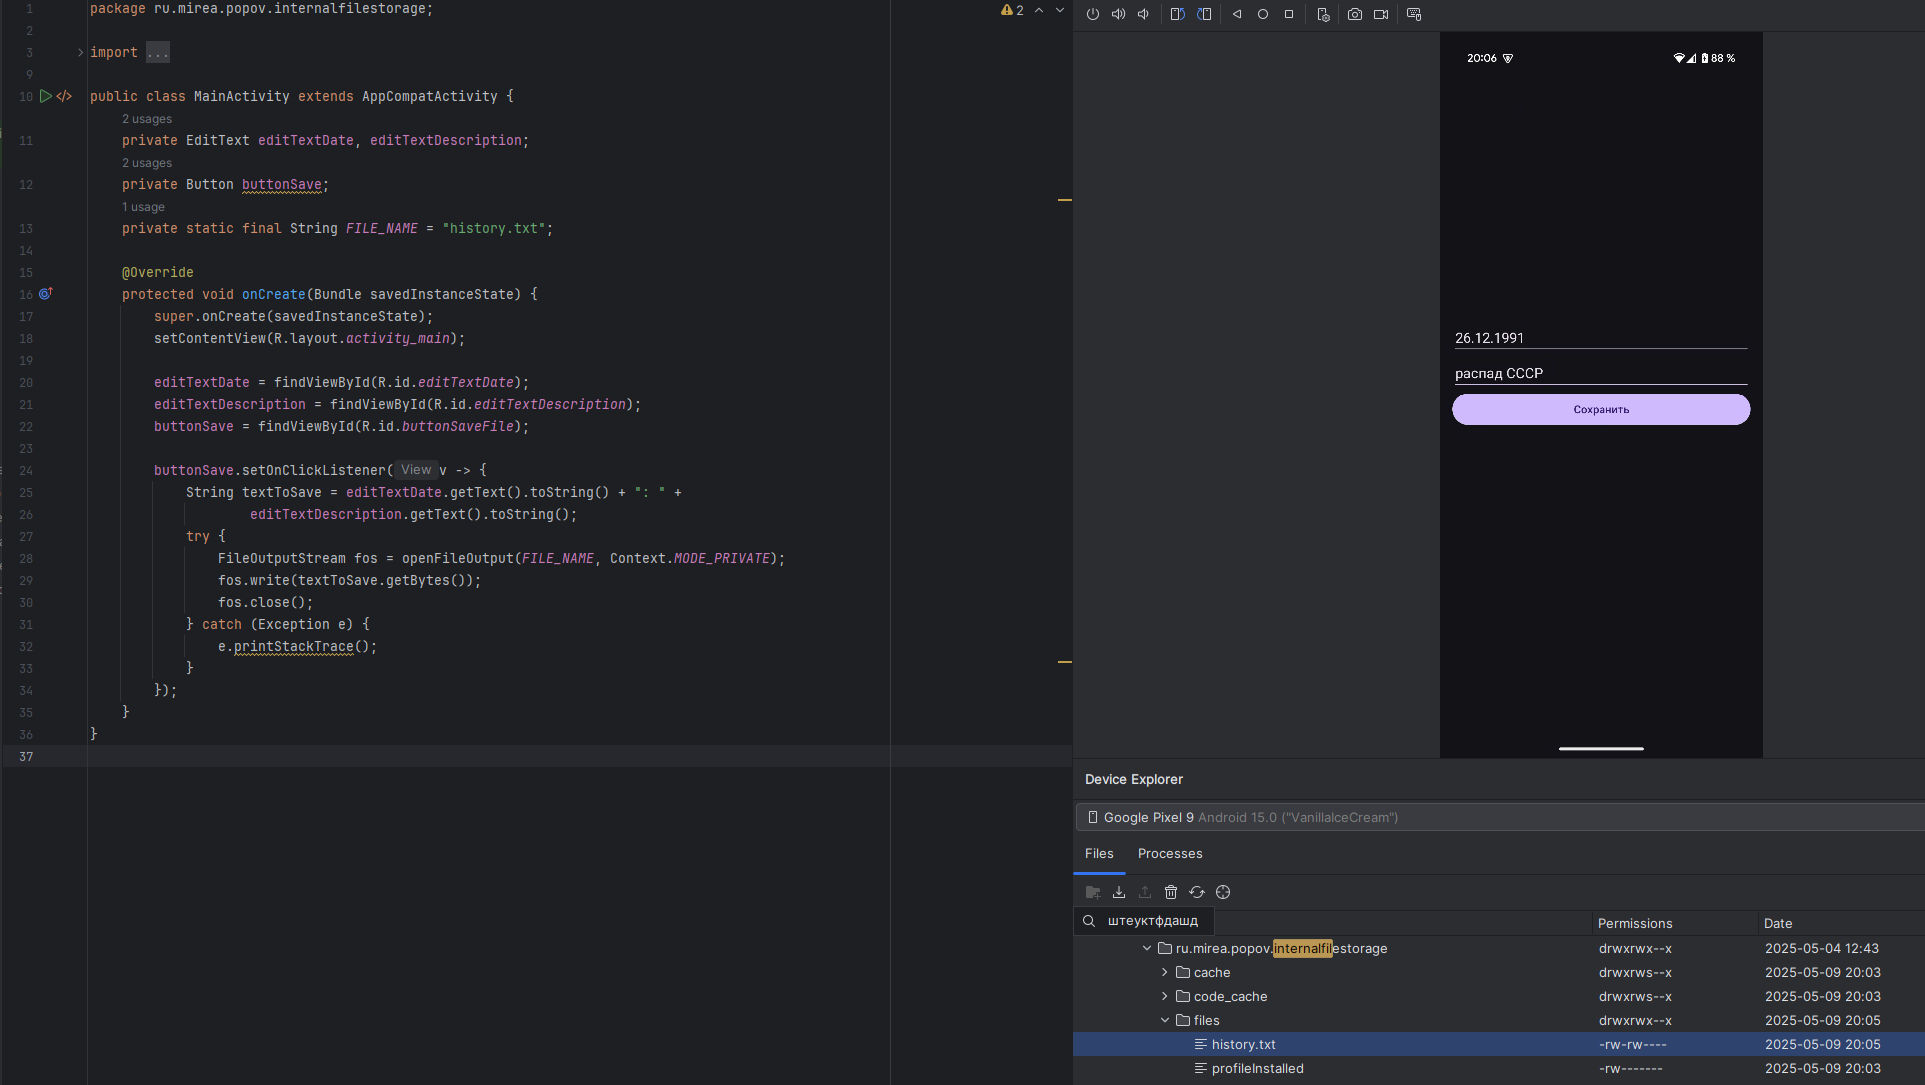 1 package ru.mirea.popov.internalfilestorage;
2
3 import ...
9
10 public class MainActivity extends AppCompatActivity {
2 usages
11 private EditText editTextDate, editTextDescription;
2 usages
12 private Button buttonSave;
1 usage
13 private static final String FILE_NAME = "history.txt";
14
15 @Override
16 protected void onCreate(Bundle savedInstanceState) {
17 super.onCreate(savedInstanceState);
18 setContentView(R.layout.activity_main);
19
20 editTextDate = findViewById(R.id.editTextDate);
21 editTextDescription = findViewById(R.id.editTextDescription);
22 buttonSave = findViewById(R.id.buttonSaveFile);
23
24 buttonSave.setOnClickListener( View v -> {
25 String textToSave = editTextDate.getText().toString() + ": " +
26 editTextDescription.getText().toString();
27 try {
28 FileOutputStream fos = openFileOutput(FILE_NAME, Context.MODE_PRIVATE);
29 fos.write(textToSave.getBytes());
30 fos.close();
31 } catch (Exception e) {
32 e.printStackTrace();
33 }
34 });
35 }
36 }
37
2
20:06 88 %
26.12.1991
распад СССР
Сохранить
Device Explorer
Google Pixel 9 Android 15.0 ("VanillaIceCream")
Files Processes
штеуктфдашд Permissions Date
ru.mirea.popov.internalfilestorage drwxrwx--x 2025-05-04 12:43
cache drwxrws--x 2025-05-09 20:03
code_cache drwxrws--x 2025-05-09 20:03
files drwxrwx--x 2025-05-09 20:05
history.txt -rw-rw---- 2025-05-09 20:05
profileInstalled -rw------- 2025-05-09 20:03